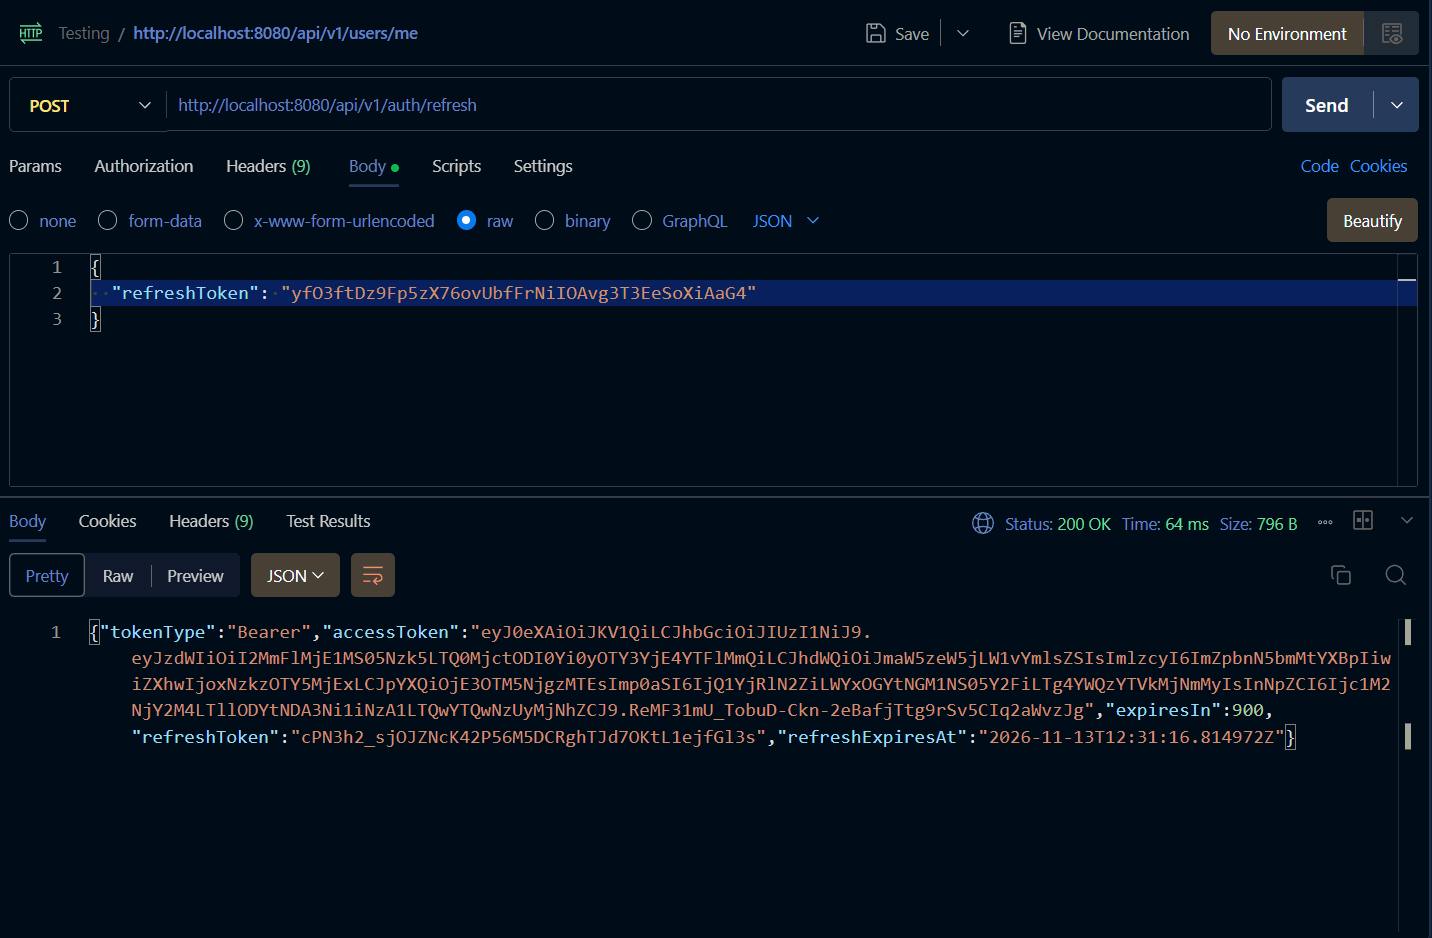 HTTP Testing / http://localhost:8080/api/v1/users/me Save View Documentation No Environment
POST http://localhost:8080/api/v1/auth/refresh Send
Params Authorization Headers (9) Body Scripts Settings Code Cookies
none form-data x-www-form-urlencoded raw binary GraphQL JSON Beautify
1 {
2 "refreshToken": "yfO3ftDz9Fp5zX76ovUbfFrNiIOAvg3T3EeSoXiAaG4"
3 }
Body Cookies Headers (9) Test Results Status: 200 OK Time: 64 ms Size: 796 B
Pretty Raw Preview JSON
1 {"tokenType":"Bearer","accessToken":"eyJ0eXAiOiJKV1QiLCJhbGciOiJIUzI1NiJ9.
eyJzdWIiOiI2MmFlMjE1MS05Nzk5LTQ0MjctODI0Yi0yOTY3YjE4YTFlMmQiLCJhdWQiOiJmaW5zeW5jLW1vYmlsZSIsImlzcyI6ImZpbnN5bmMtYXBpIiw
iZXhwIjoxNzkzOTY5MjExLCJpYXQiOjE3OTM5NjgzMTEsImp0aSI6IjQ1YjRlN2ZiLWYxOGYtNGM1NS05Y2FiLTg4YWQzYTVkMjNmMyIsInNpZCI6Ijc1M2
NjY2M4LTllODYtNDA3Ni1iNzA1LTQwYTQwNzUyMjNhZCJ9.ReMF31mU_TobuD-Ckn-2eBafjTtg9rSv5CIq2aWvzJg","expiresIn":900,
"refreshToken":"cPN3h2_sjOJZNcK42P56M5DCRghTJd7OKtL1ejfGl3s","refreshExpiresAt":"2026-11-13T12:31:16.814972Z"}